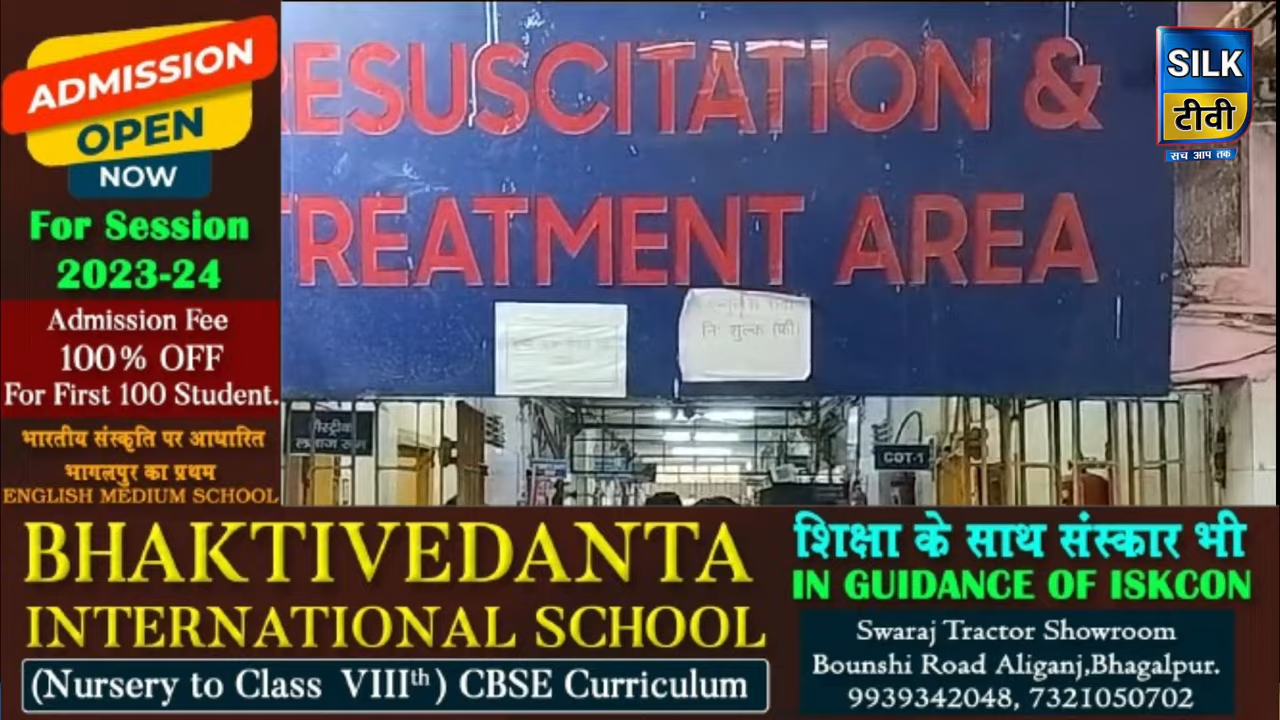 ADMISSION
OPEN
NOW
For Session
2023-24
Admission Fee
100% OFF
For First 100 Student.
भारतीय संस्कृति पर आधारित
भागलपुर का प्रथम
ENGLISH MEDIUM SCHOOL
RESUSCITATION &
TREATMENT AREA
नि: शुल्क (फ्री)
COT-1
SILK
टीवी
सच आप तक
BHAKTIVEDANTA
INTERNATIONAL SCHOOL
(Nursery to Class VIIIth) CBSE Curriculum
शिक्षा के साथ संस्कार भी
IN GUIDANCE OF ISKCON
Swaraj Tractor Showroom
Bounshi Road Aliganj,Bhagalpur.
9939342048, 7321050702